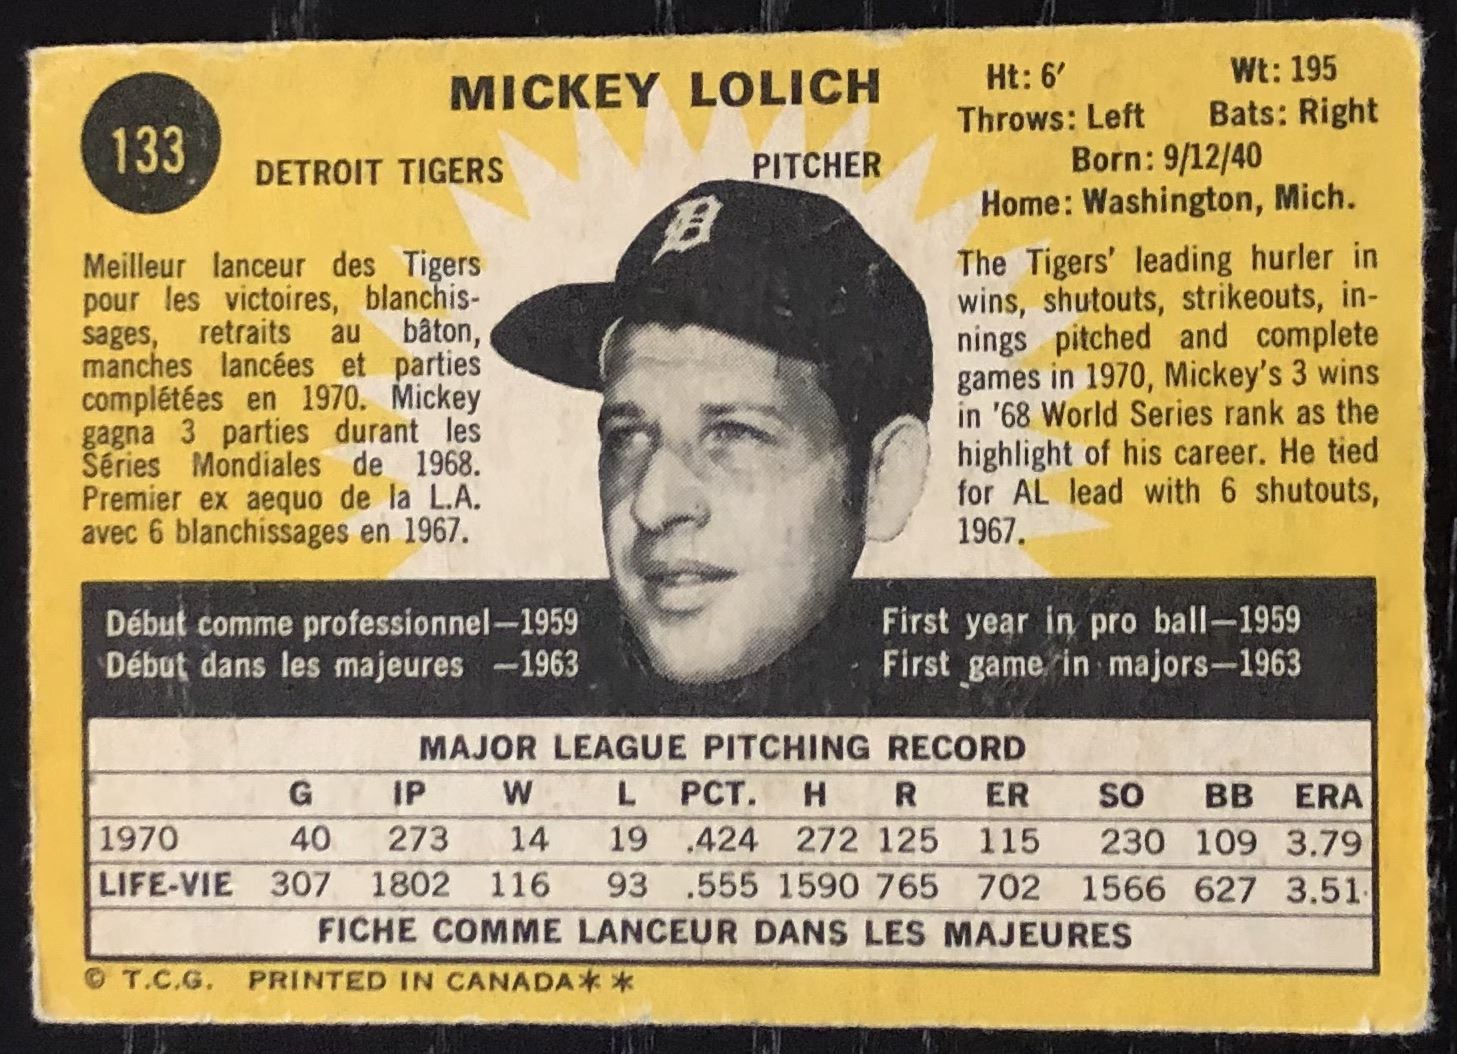 133
MICKEY LOLICH
DETROIT TIGERS PITCHER
Ht: 6' Wt: 195
Throws: Left Bats: Right
Born: 9/12/40
Home: Washington, Mich.
Meilleur lanceur des Tigers
pour les victoires, blanchis-
sages, retraits au bâton,
manches lancées et parties
complétées en 1970. Mickey
gagna 3 parties durant les
Séries Mondiales de 1968.
Premier ex aequo de la L.A.
avec 6 blanchissages en 1967.
The Tigers' leading hurler in
wins, shutouts, strikeouts, in-
nings pitched and complete
games in 1970, Mickey's 3 wins
in '68 World Series rank as the
highlight of his career. He tied
for AL lead with 6 shutouts,
1967.
D
Début comme professionnel—1959
Début dans les majeures —1963
First year in pro ball—1959
First game in majors—1963
MAJOR LEAGUE PITCHING RECORD
G IP W L PCT. H R ER SO BB ERA
1970 40 273 14 19 .424 272 125 115 230 109 3.79
LIFE-VIE 307 1802 116 93 .555 1590 765 702 1566 627 3.51
FICHE COMME LANCEUR DANS LES MAJEURES
© T.C.G. PRINTED IN CANADA**